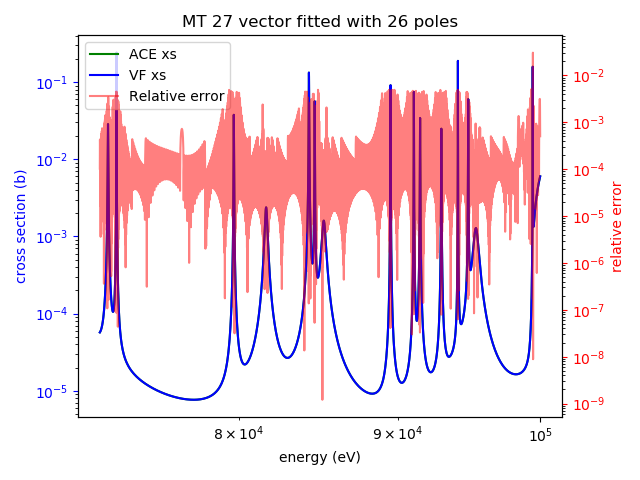 MT 27 vector fitted with 26 poles
ACE xs
VF xs
Relative error
10⁻¹
10⁻²
10⁻³
10⁻⁴
10⁻⁵
cross section (b)
10⁻²
10⁻³
10⁻⁴
10⁻⁵
10⁻⁶
10⁻⁷
10⁻⁸
10⁻⁹
relative error
8 × 10⁴
9 × 10⁴
10⁵
energy (eV)